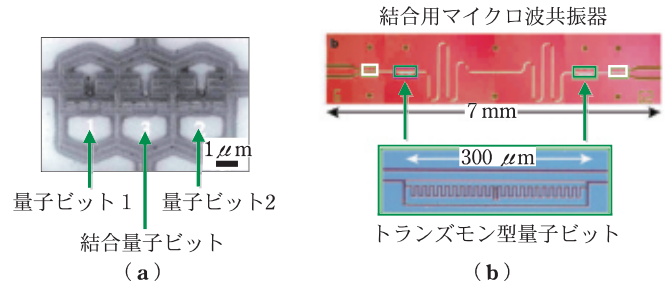 結合用マイクロ波共振器
b
7 mm
1
2
1 μm
300 μm
量子ビット 1
量子ビット2
結合量子ビット
トランズモン型量子ビット
(a)
(b)